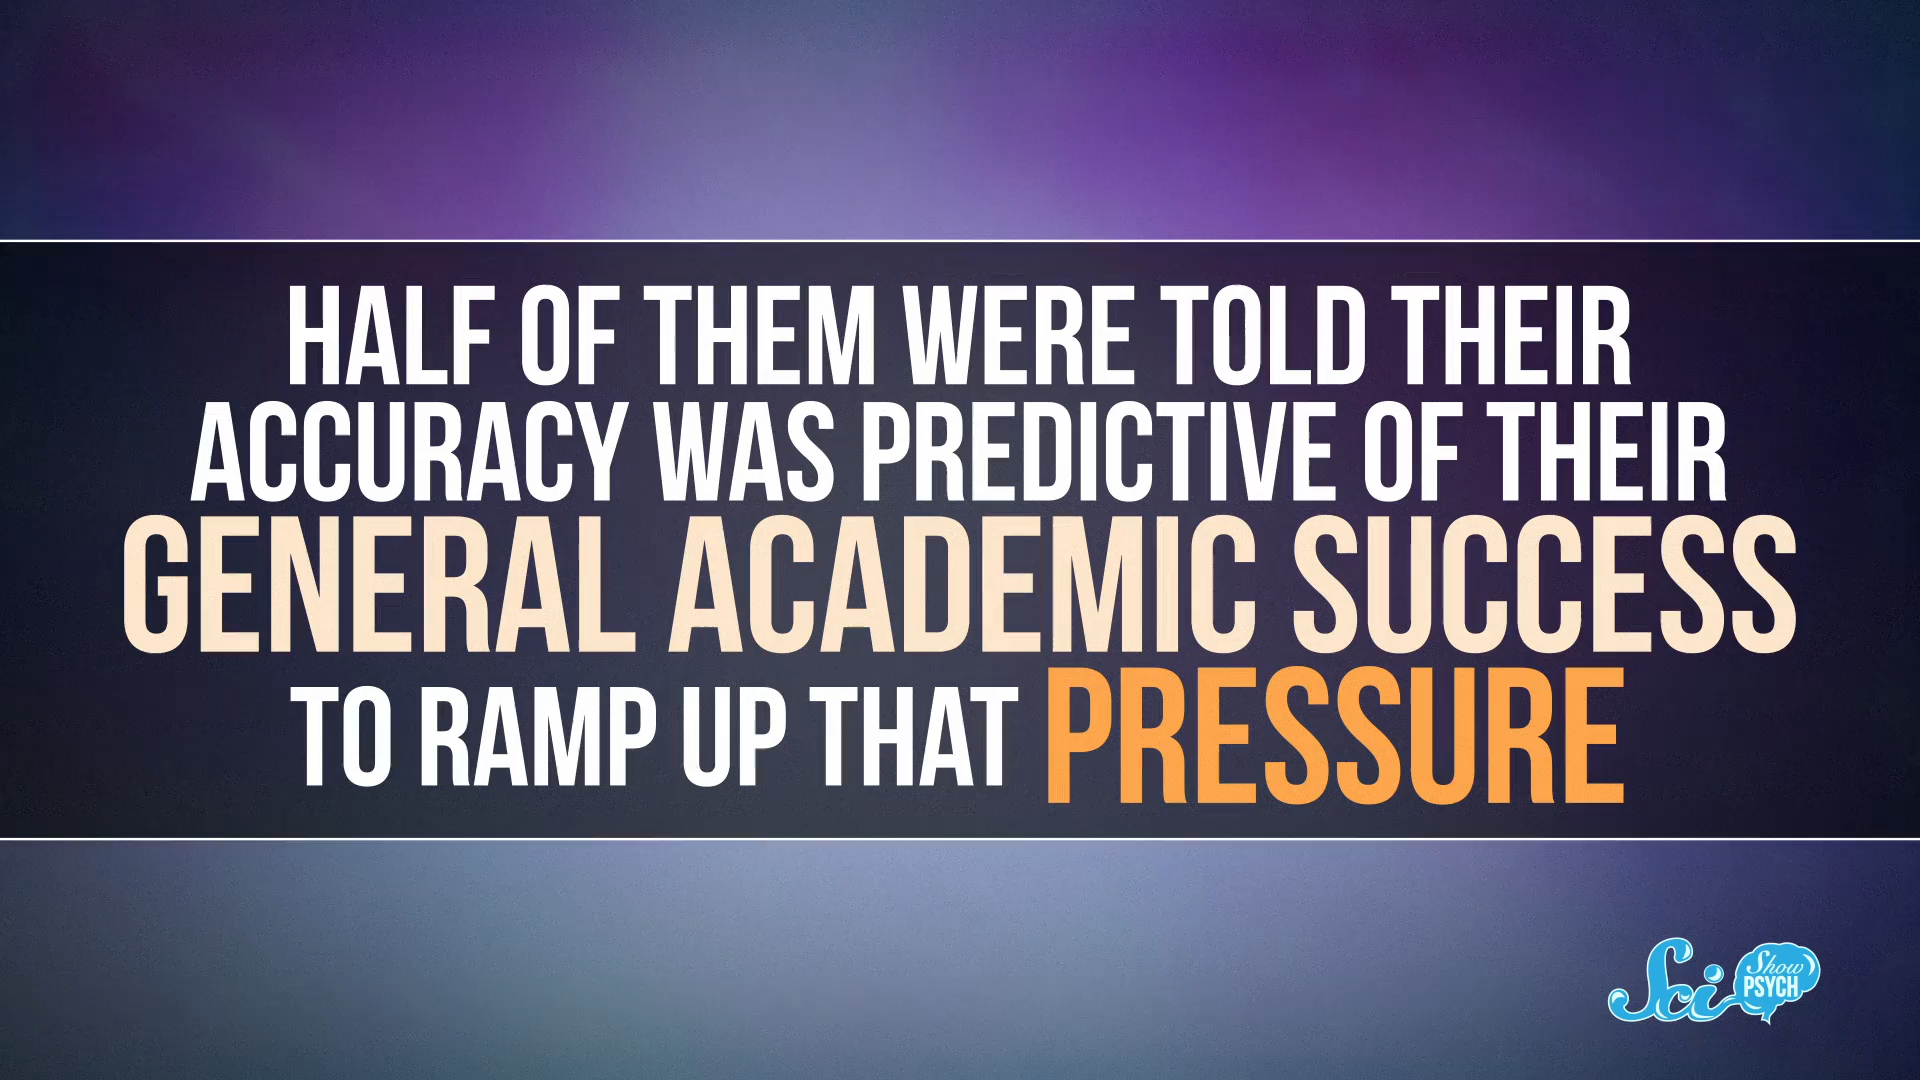 HALF OF THEM WERE TOLD THEIR
ACCURACY WAS PREDICTIVE OF THEIR
GENERAL ACADEMIC SUCCESS
TO RAMP UP THAT PRESSURE
Sci Show
PSYCH